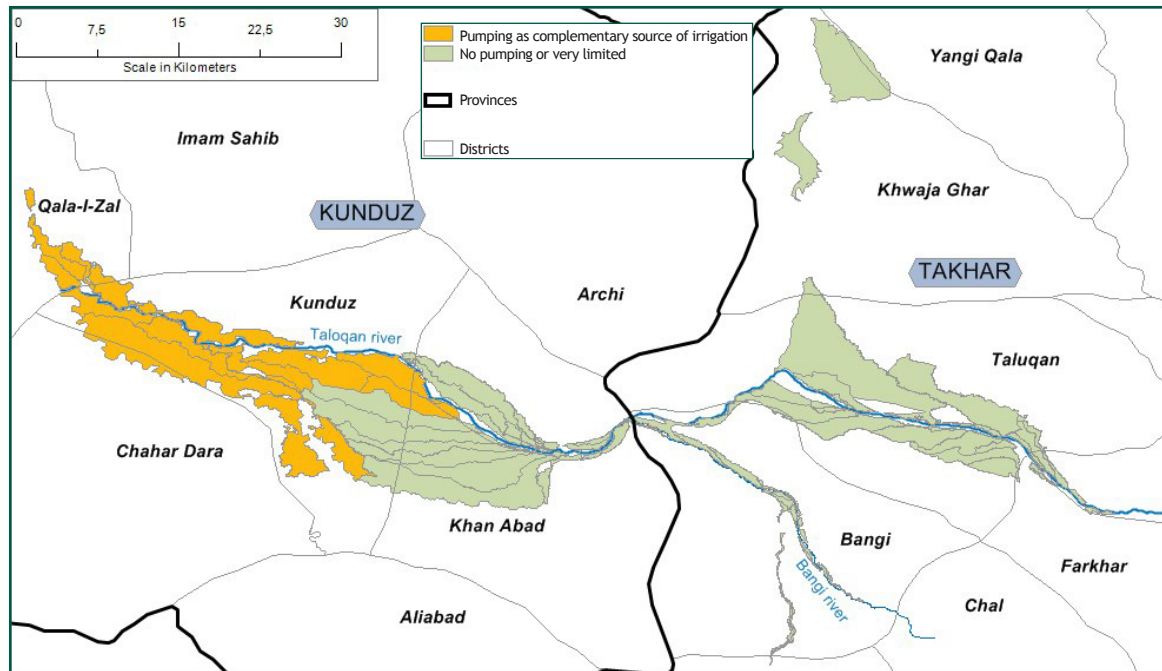 0 7,5 15 22,5 30
Scale in Kilometers
Pumping as complementary source of irrigation
No pumping or very limited
Provinces
Districts
Yangi Qala
Imam Sahib
Khwaja Ghar
Qala-I-Zal
KUNDUZ
TAKHAR
Kunduz
Archi
Taloqan river
Taluqan
Chahar Dara
Khan Abad
Bangi
Farkhar
Bangi river
Chal
Aliabad